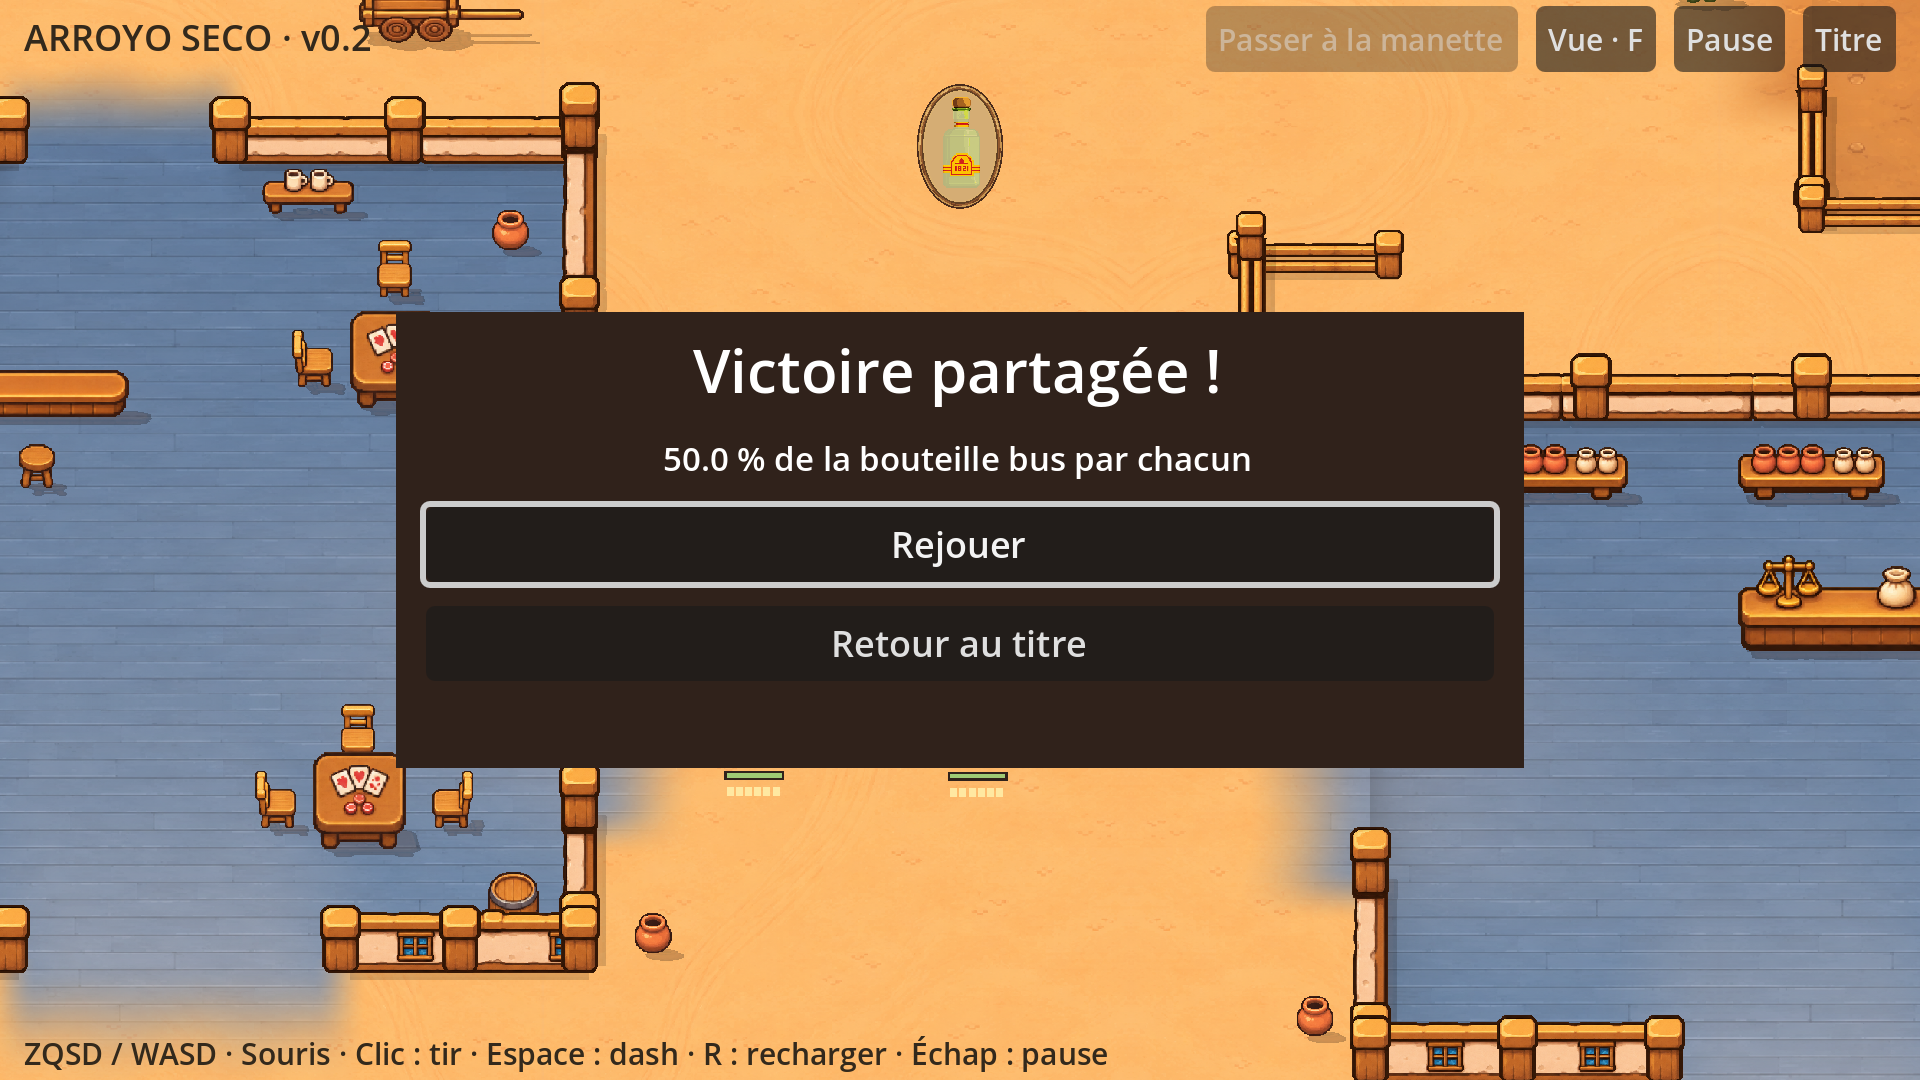 ARROYO SECO · v0.2
Passer à la manette
Vue · F
Pause
Titre
1821
Victoire partagée !
50.0 % de la bouteille bus par chacun
Rejouer
Retour au titre
ZQSD / WASD · Souris · Clic : tir · Espace : dash · R : recharger · Échap : pause